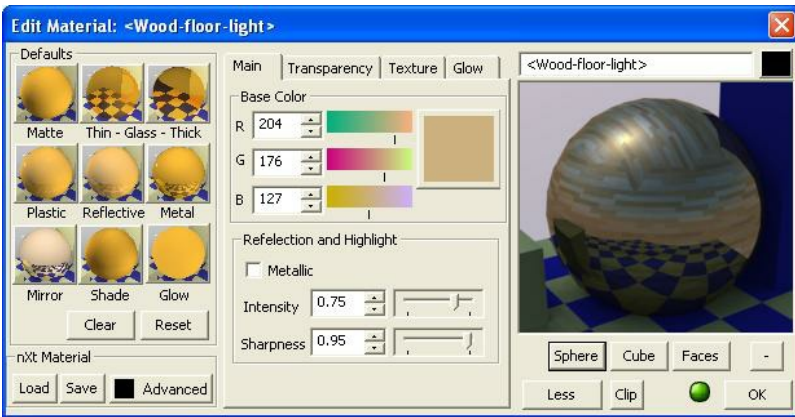 Edit Material: <Wood-floor-light>
Defaults
Matte Thin - Glass - Thick
Plastic Reflective Metal
Mirror Shade Glow
Clear Reset
nXt Material
Load Save Advanced
Main Transparency Texture Glow
Base Color
R 204
G 176
B 127
Refelection and Highlight
Metallic
Intensity 0.75
Sharpness 0.95
<Wood-floor-light>
Sphere Cube Faces -
Less Clip OK